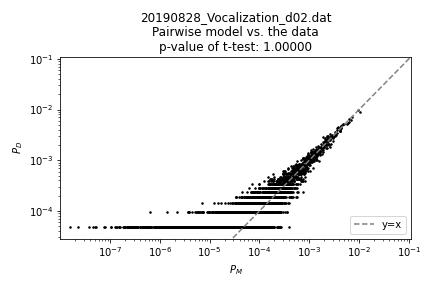 20190828_Vocalization_d02.dat
Pairwise model vs. the data
p-value of t-test: 1.00000
10⁻¹
10⁻²
10⁻³
10⁻⁴
P_D
y=x
10⁻⁷ 10⁻⁶ 10⁻⁵ 10⁻⁴ 10⁻³ 10⁻² 10⁻¹
P_M